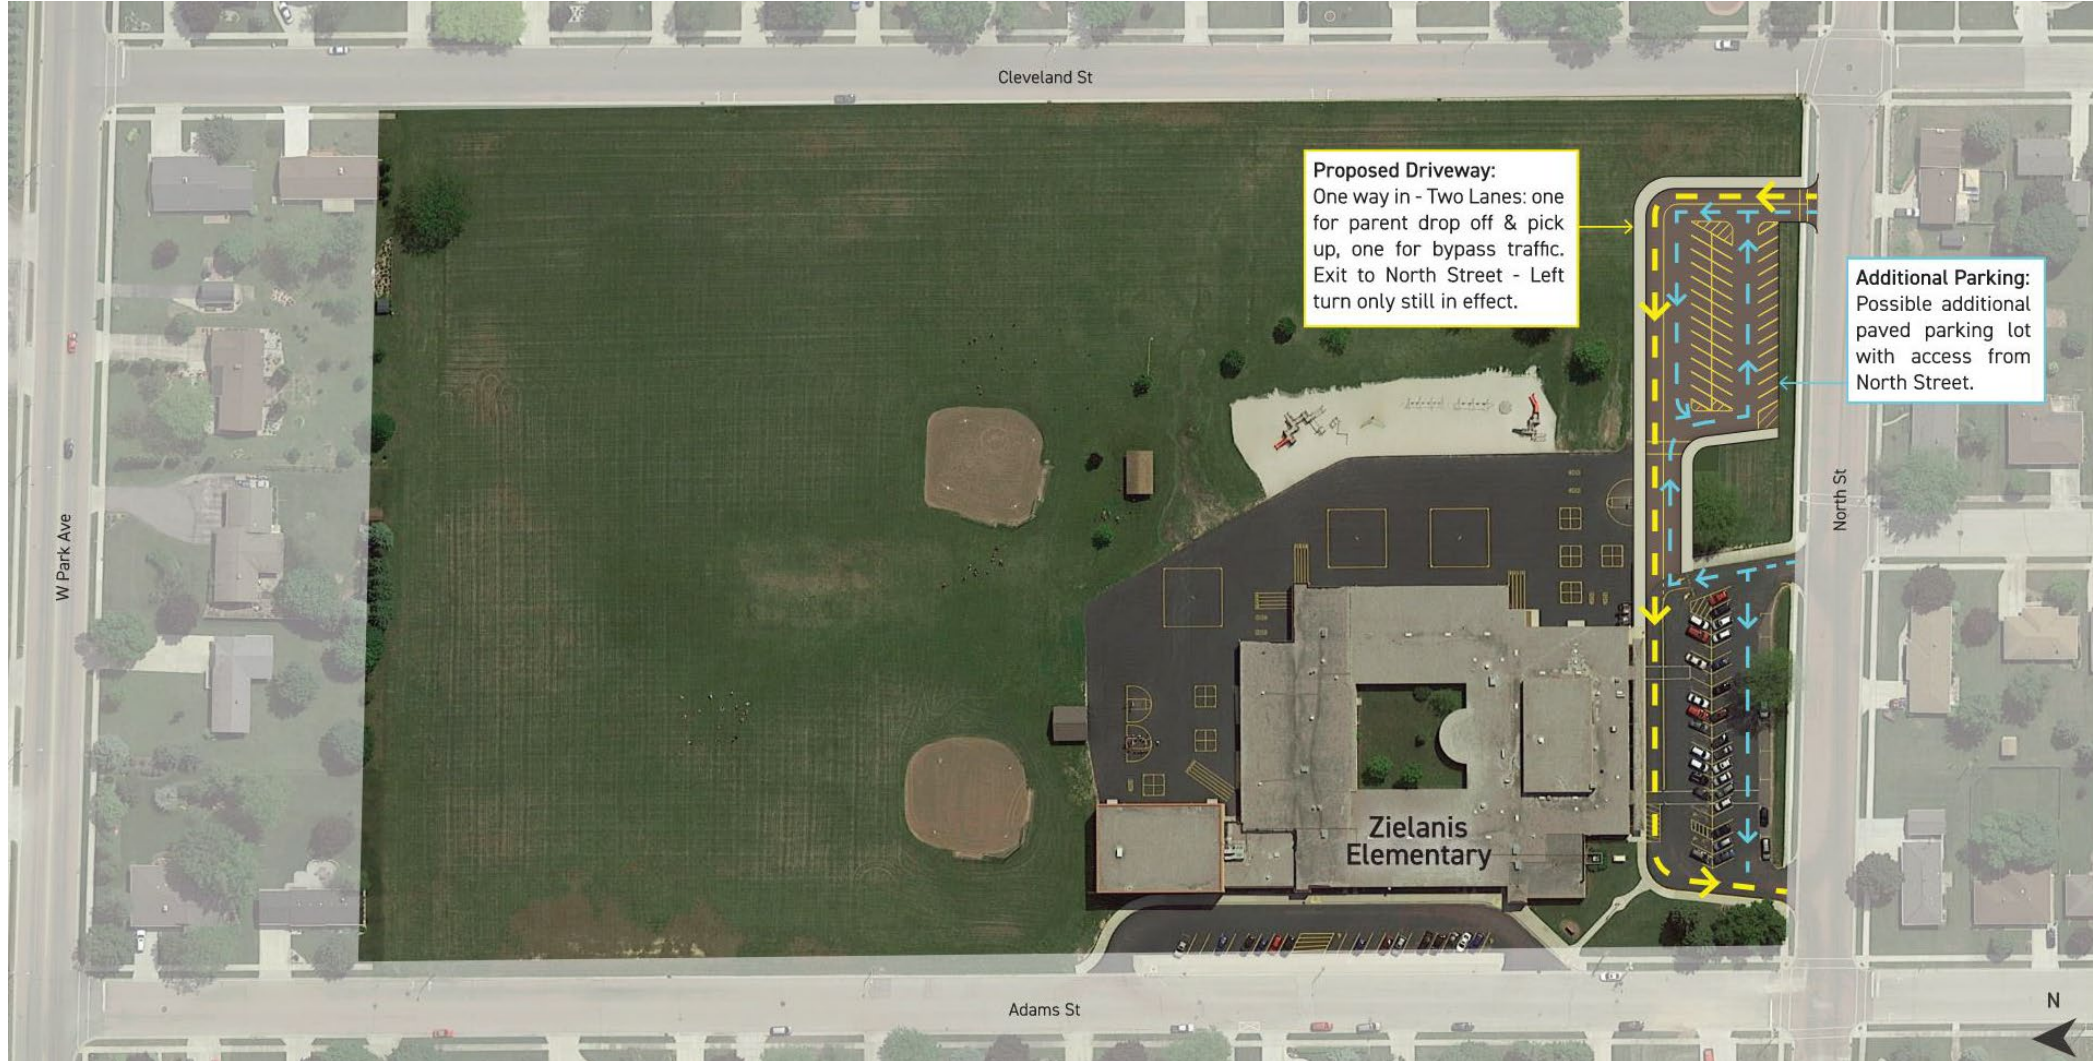 Cleveland St
Proposed Driveway:
One way in - Two Lanes: one
for parent drop off & pick
up, one for bypass traffic.
Exit to North Street - Left
turn only still in effect.
Additional Parking:
Possible additional
paved parking lot
with access from
North Street.
North St
W Park Ave
Zielanis
Elementary
Adams St
N